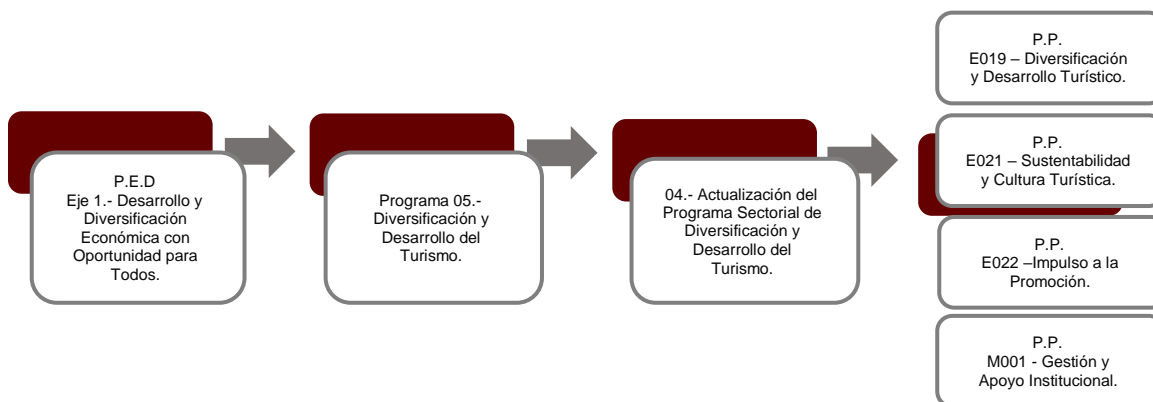 P.E.D
Eje 1.- Desarrollo y
Diversificación
Económica con
Oportunidad para
Todos.
Programa 05.-
Diversificación y
Desarrollo del
Turismo.
04.- Actualización del
Programa Sectorial de
Diversificación y
Desarrollo del
Turismo.
P.P.
E019 – Diversificación
y Desarrollo Turístico.
P.P.
E021 – Sustentabilidad
y Cultura Turística.
P.P.
E022 –Impulso a la
Promoción.
P.P.
M001 - Gestión y
Apoyo Institucional.